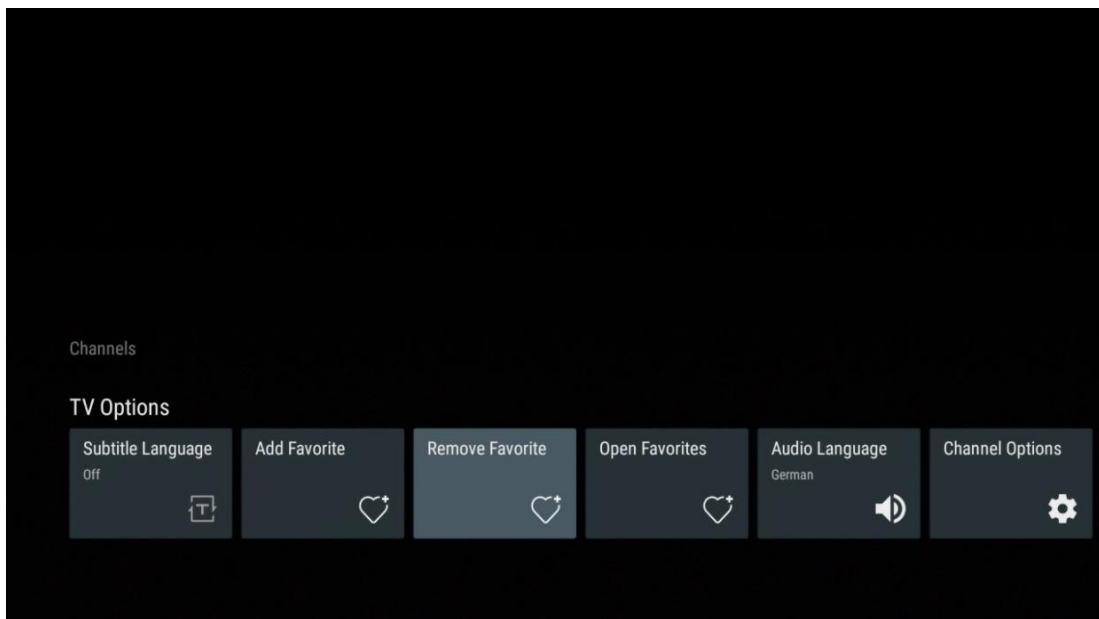 Channels
TV Options
Subtitle Language
Off
Add Favorite
Remove Favorite
Open Favorites
Audio Language
German
Channel Options